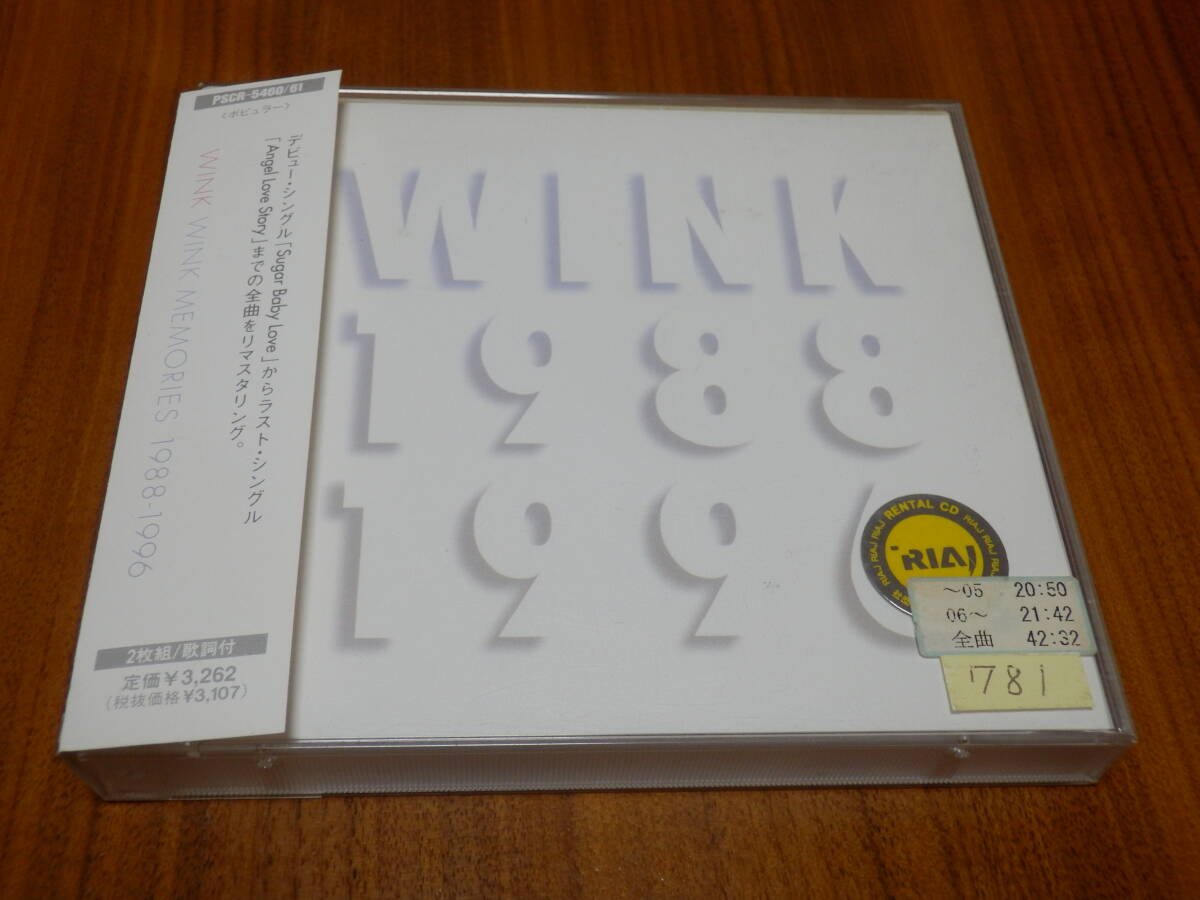 PSCR-5460/61
〈ポピュラー〉
デビュー・シングル「Sugar Baby Love」からラスト・シングル
「Angel Love Story」までの全曲をリマスタリング。
WINK WINK MEMORIES 1988-1996
2枚組/歌詞付
定価¥3,262
(税抜価格¥3,107)
WINK
1988
1996
RENTAL CD
RIAJ RIAJ RIAJ RIAJ
RIAJ
~05 20:50
06~ 21:42
全曲 42:32
781